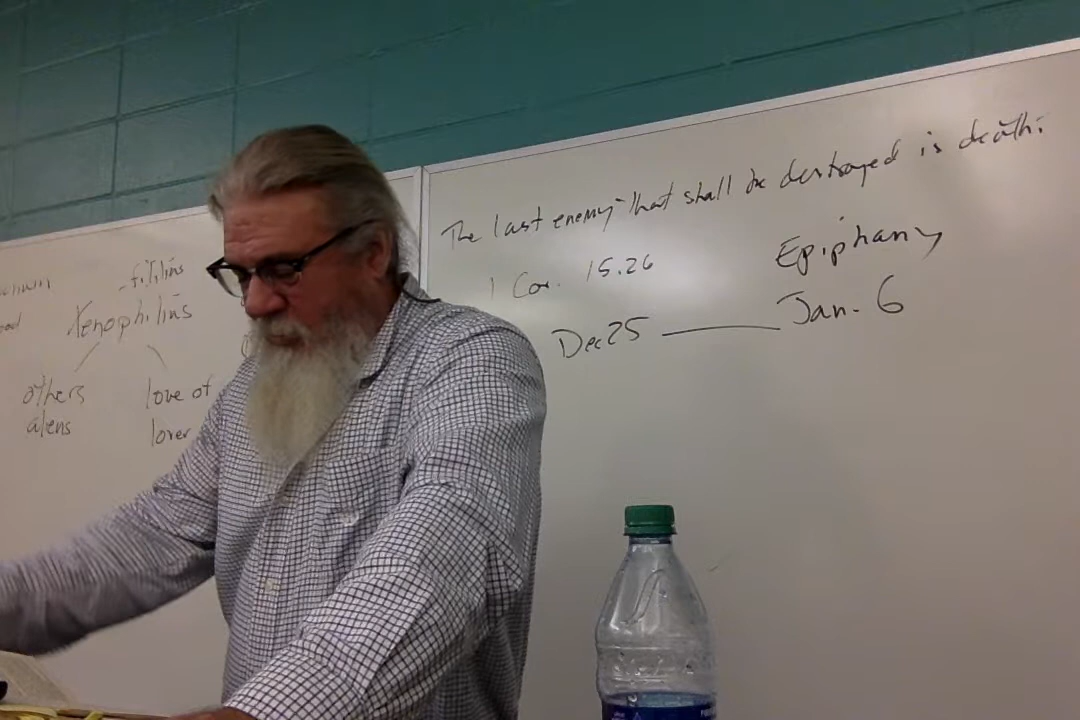 The last enemy that shall be destroyed is death.
1 Cor. 15.26
Epiphany
Dec 25 —— Jan. 6
Xenophilius
others
aliens
love of
lover